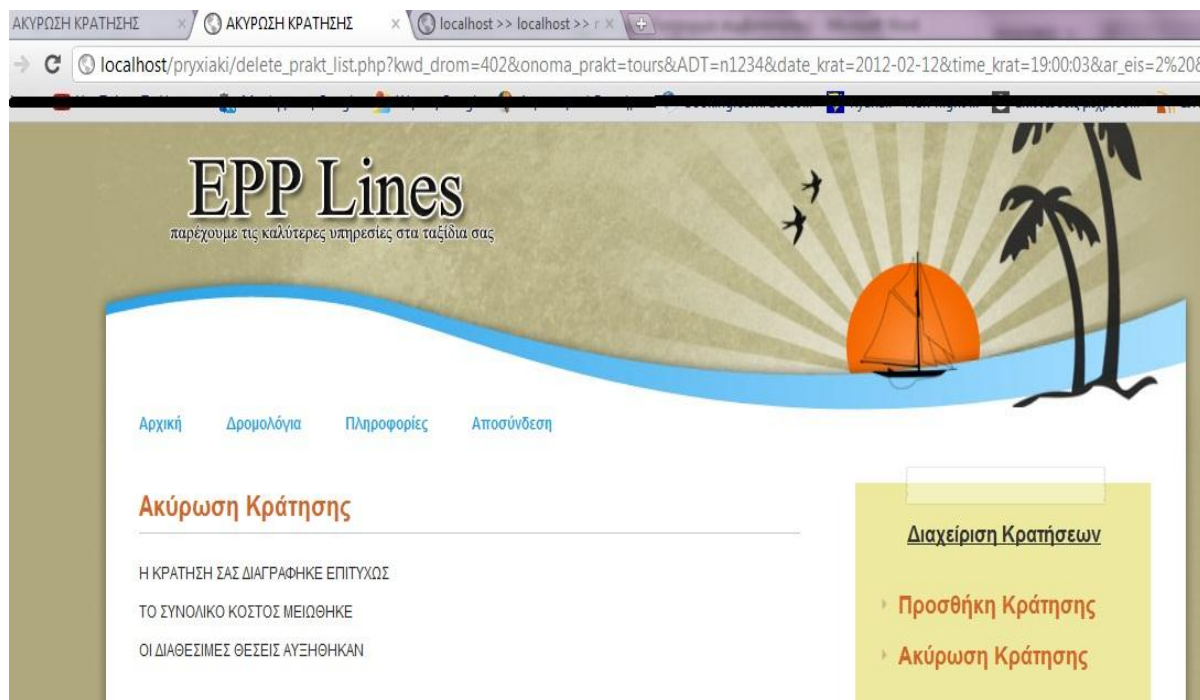 ΑΚΥΡΩΣΗ ΚΡΑΤΗΣΗΣ
ΑΚΥΡΩΣΗ ΚΡΑΤΗΣΗΣ
localhost >> localhost >> r
localhost/pryxiaki/delete_prakt_list.php?kwd_drom=402&onoma_prakt=tours&ADT=n1234&date_krat=2012-02-12&time_krat=19:00:03&ar_eis=2%20&
EPP Lines
παρέχουμε τις καλύτερες υπηρεσίες στα ταξίδια σας
Αρχική Δρομολόγια Πληροφορίες Αποσύνδεση
Ακύρωση Κράτησης
Η ΚΡΑΤΗΣΗ ΣΑΣ ΔΙΑΓΡΑΦΗΚΕ ΕΠΙΤΥΧΩΣ
ΤΟ ΣΥΝΟΛΙΚΟ ΚΟΣΤΟΣ ΜΕΙΩΘΗΚΕ
ΟΙ ΔΙΑΘΕΣΙΜΕΣ ΘΕΣΕΙΣ ΑΥΞΗΘΗΚΑΝ
Διαχείριση Κρατήσεων
Προσθήκη Κράτησης
Ακύρωση Κράτησης